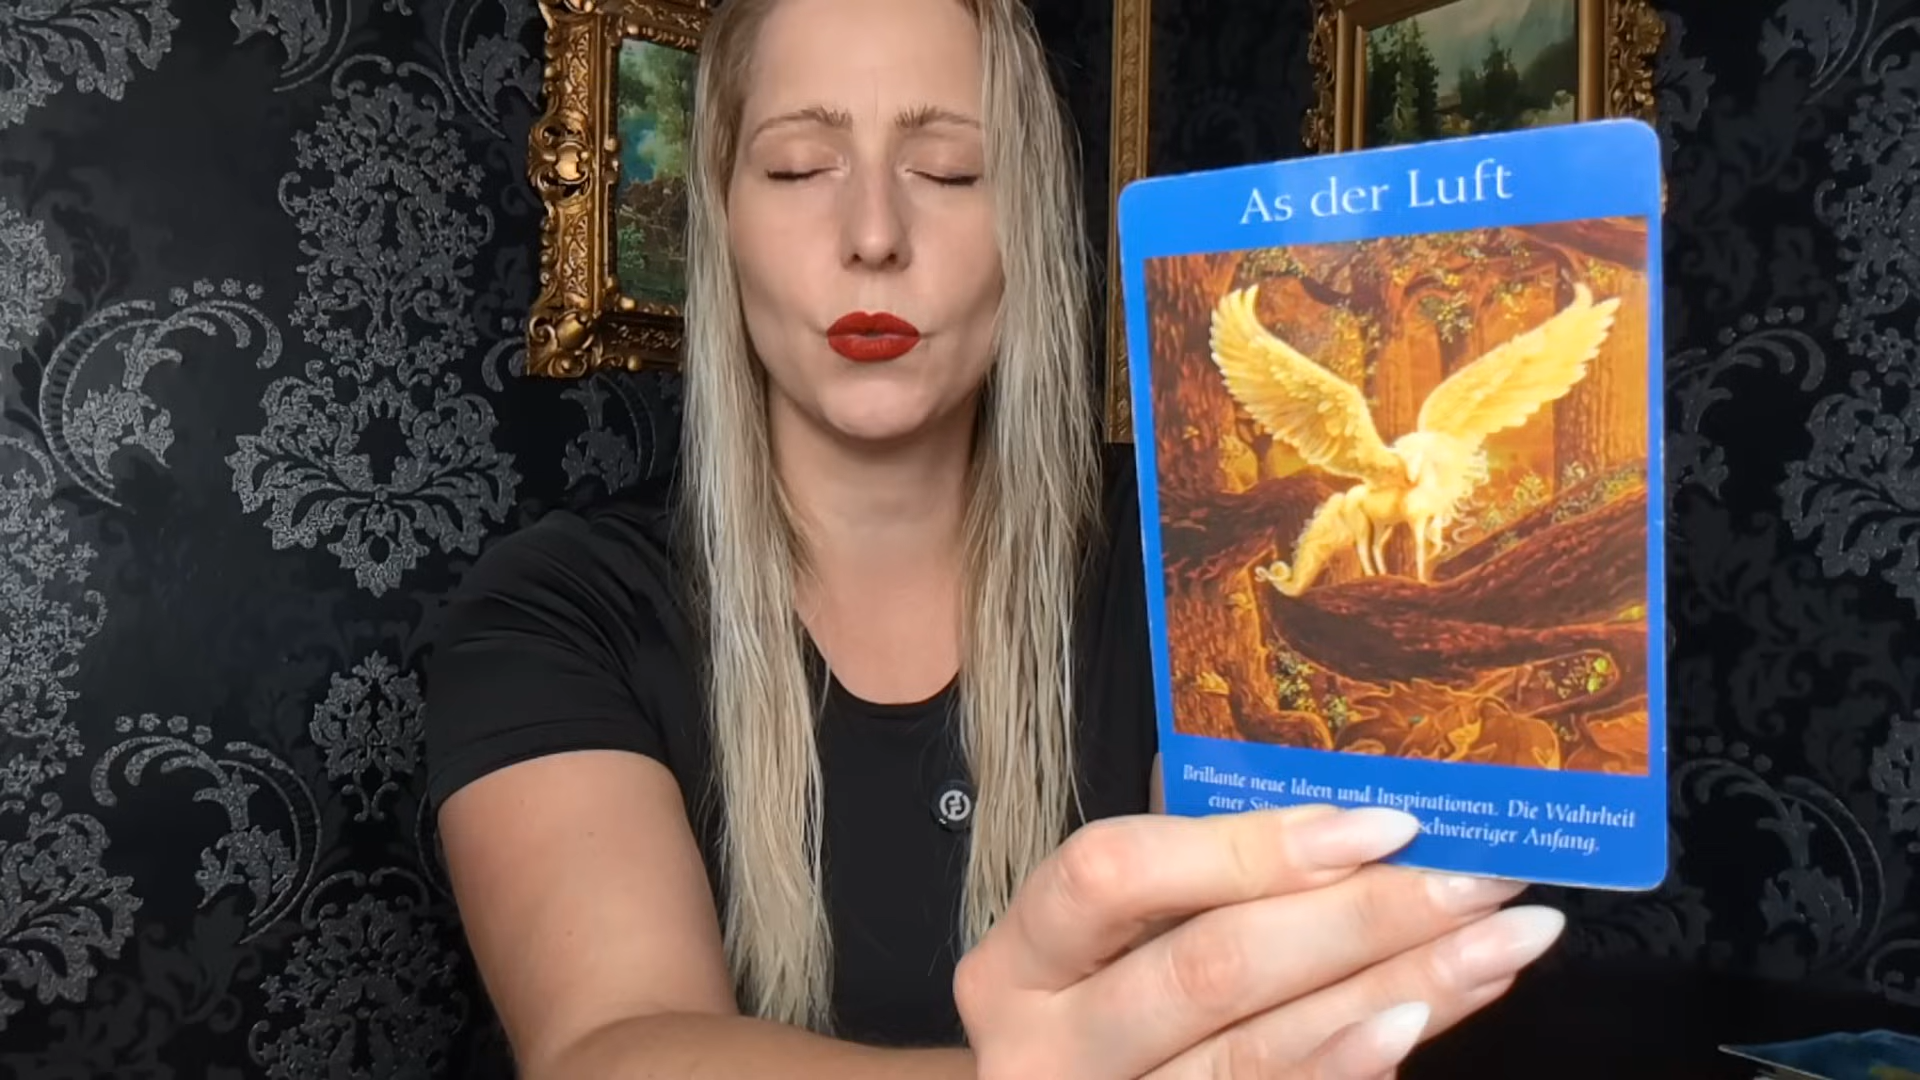 As der Luft
Brillante neue Ideen und Inspirationen. Die Wahrheit
einer schwieriger Anfang.